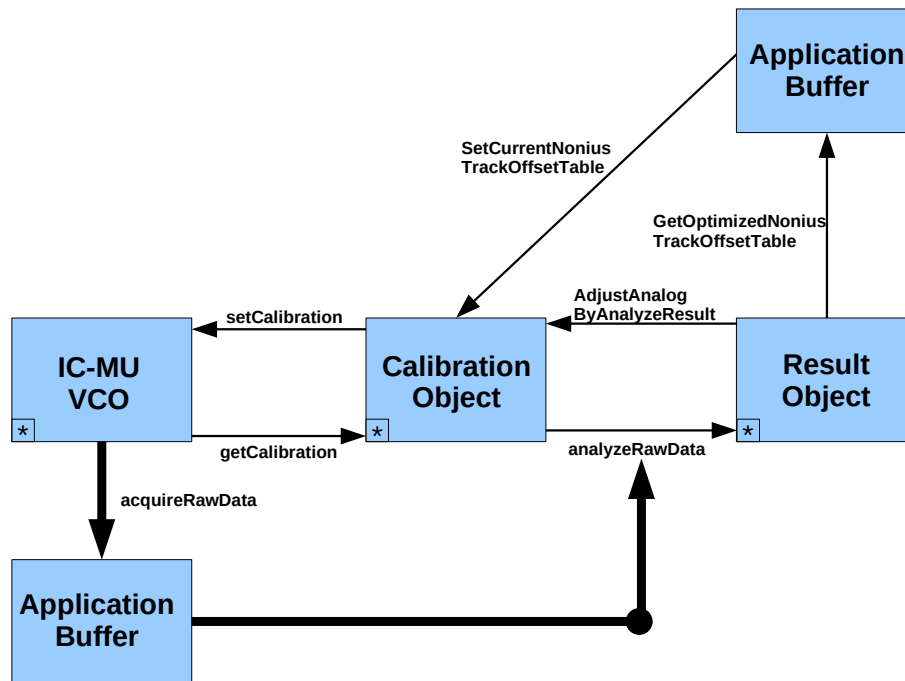 Application
Buffer
SetCurrentNonius
TrackOffsetTable
GetOptimizedNonius
TrackOffsetTable
AdjustAnalog
ByAnalyzeResult
setCalibration
IC-MU
VCO
*
Calibration
Object
*
Result
Object
*
getCalibration
analyzeRawData
acquireRawData
Application
Buffer